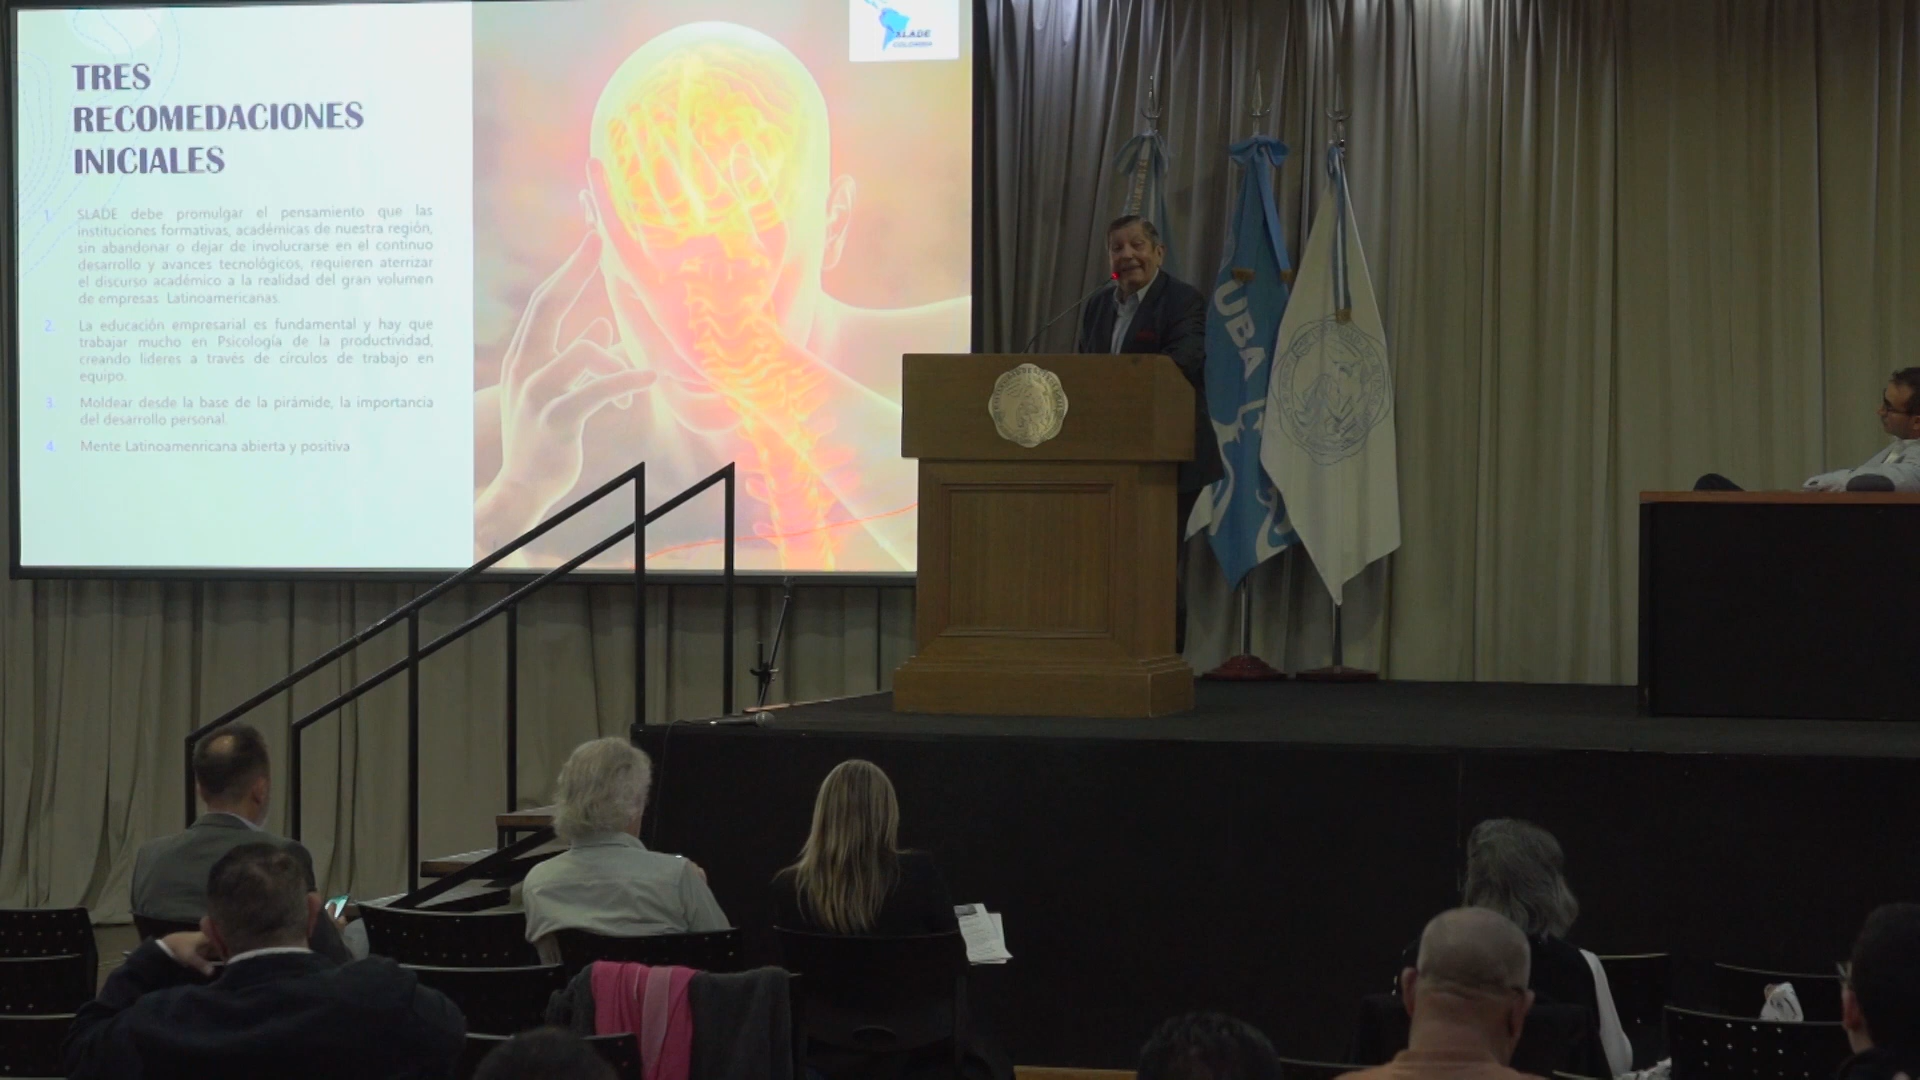 TRES
RECOMEDACIONES
INICIALES
1. SLADE debe promulgar el pensamiento que las
instituciones formativas, académicas de nuestra región,
sin abandonar o dejar de involucrarse en el continuo
desarrollo y avances tecnológicos, requieren aterrizar
el discurso académico a la realidad del gran volumen
de empresas Latinoamericanas.
2. La educación empresarial es fundamental y hay que
trabajar mucho en Psicología de la productividad,
creando lideres a través de círculos de trabajo en
equipo.
3. Moldear desde la base de la pirámide, la importancia
del desarrollo personal
4. Mente Latinoamenricana abierta y positiva
SLADE
COLOMBIA
UBA